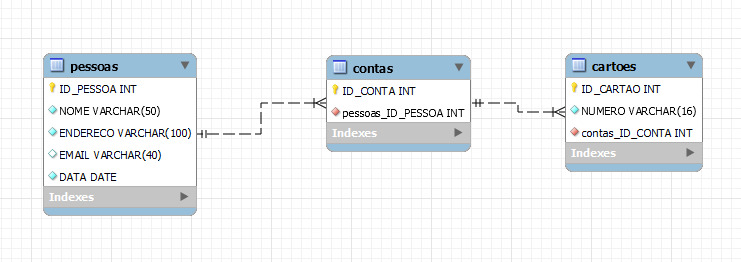 pessoas
ID_PESSOA INT
NOME VARCHAR(50)
ENDERECO VARCHAR(100)
EMAIL VARCHAR(40)
DATA DATE
Indexes
contas
ID_CONTA INT
pessoas_ID_PESSOA INT
Indexes
cartoes
ID_CARTAO INT
NUMERO VARCHAR(16)
contas_ID_CONTA INT
Indexes